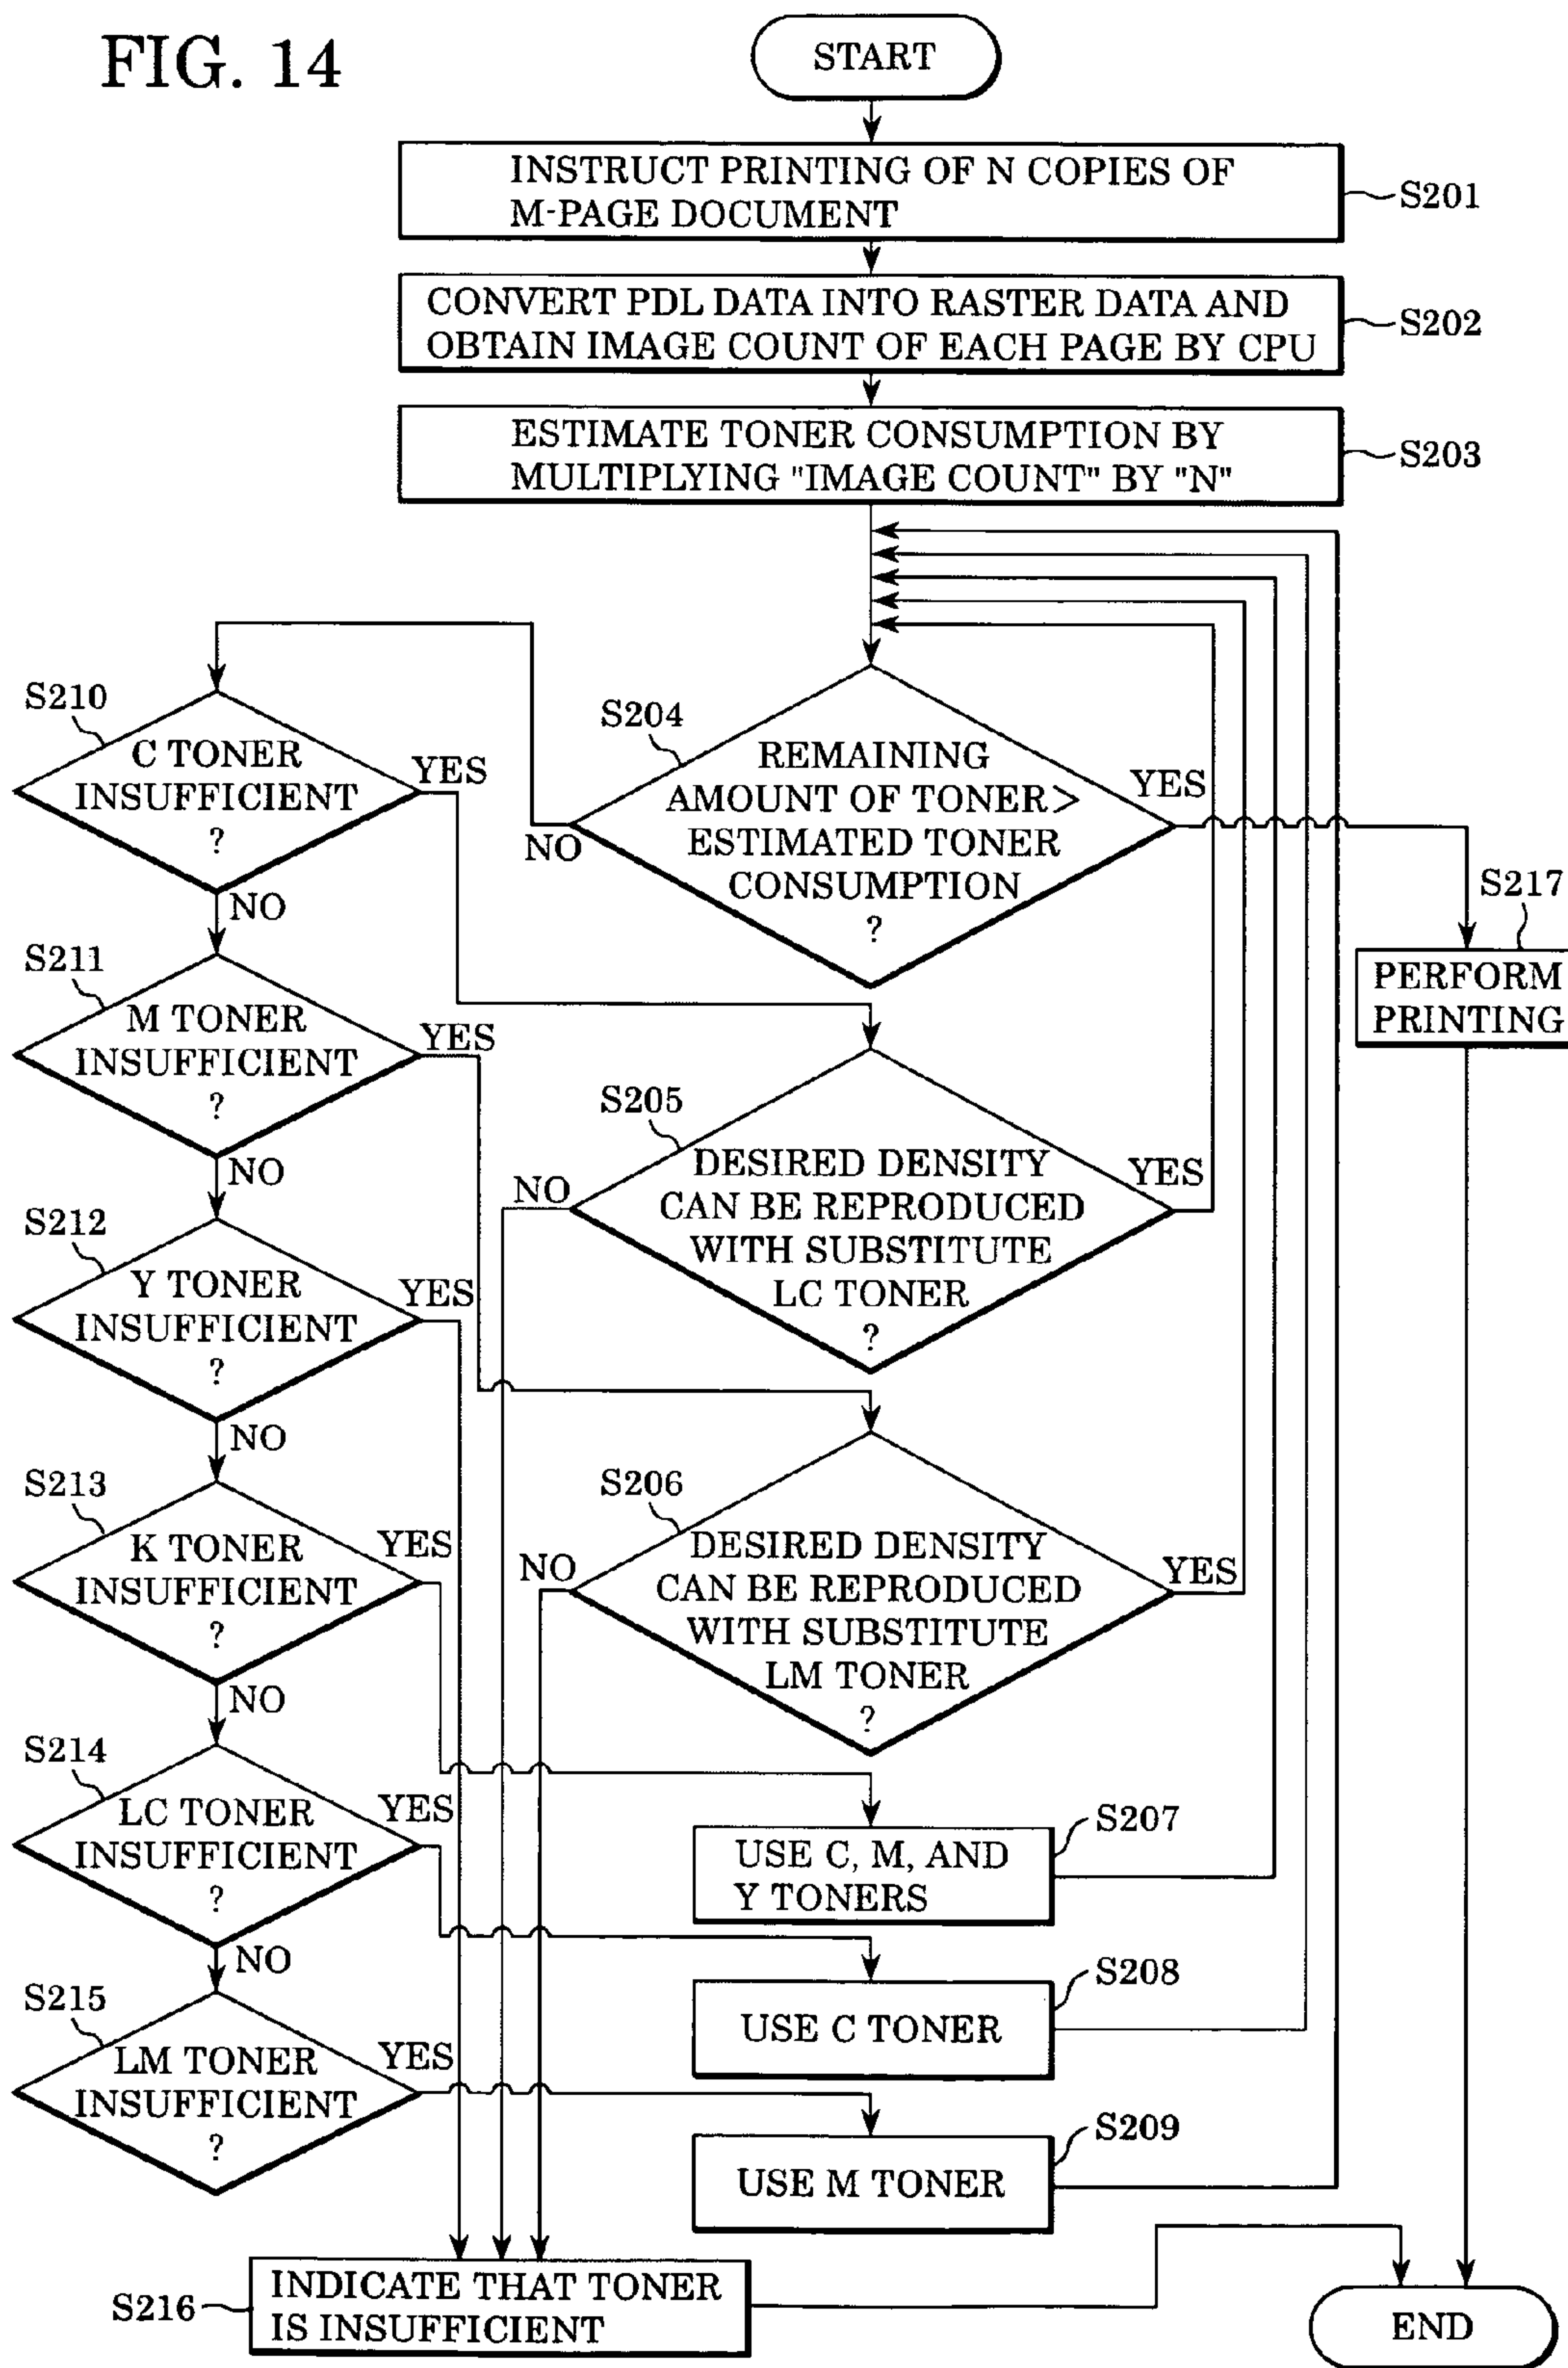 FIG. 14
START
INSTRUCT PRINTING OF N COPIES OF
M-PAGE DOCUMENT
S201
CONVERT PDL DATA INTO RASTER DATA AND
OBTAIN IMAGE COUNT OF EACH PAGE BY CPU
S202
ESTIMATE TONER CONSUMPTION BY
MULTIPLYING "IMAGE COUNT" BY "N"
S203
S204
REMAINING
AMOUNT OF TONER>
ESTIMATED TONER
CONSUMPTION
?
YES
NO
S217
PERFORM
PRINTING
S210
C TONER
INSUFFICIENT
?
YES
NO
S205
DESIRED DENSITY
CAN BE REPRODUCED
WITH SUBSTITUTE
LC TONER
?
YES
NO
S211
M TONER
INSUFFICIENT
?
YES
NO
S206
DESIRED DENSITY
CAN BE REPRODUCED
WITH SUBSTITUTE
LM TONER
?
YES
NO
S212
Y TONER
INSUFFICIENT
?
YES
NO
S213
K TONER
INSUFFICIENT
?
YES
NO
S207
USE C, M, AND
Y TONERS
S214
LC TONER
INSUFFICIENT
?
YES
NO
S208
USE C TONER
S215
LM TONER
INSUFFICIENT
?
YES
S209
USE M TONER
S216
INDICATE THAT TONER
IS INSUFFICIENT
END